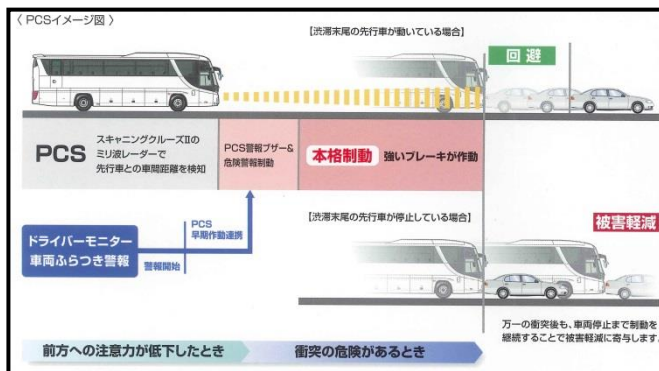 〈 PCSイメージ図 〉
【渋滞末尾の先行車が動いている場合】
回 避
PCS
スキャニングクルーズⅡの
ミリ波レーダーで
先行車との車間距離を検知
PCS警報ブザー&
危険警報制動
本格制動 強いブレーキが作動
ドライバーモニター
車両ふらつき警報
警報開始
PCS
早期作動連携
【渋滞末尾の先行車が停止している場合】
被害軽減
万一の衝突後も、車両停止まで制動を
継続することで被害軽減に寄与します。
前方への注意力が低下したとき
衝突の危険があるとき